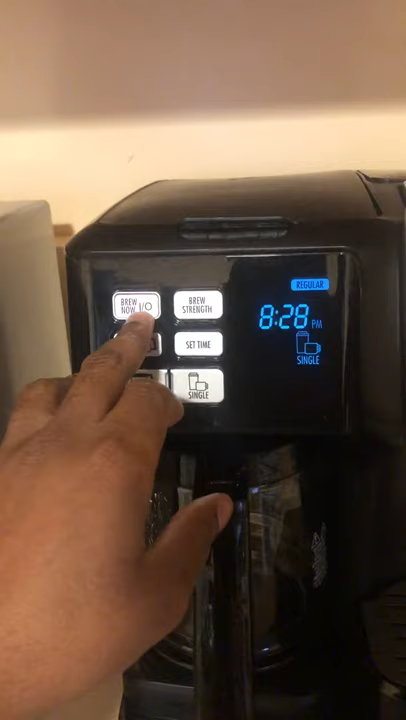 REGULAR
BREW
NOW I/O
BREW
STRENGTH
8:28 PM
SET TIME
SINGLE
SINGLE